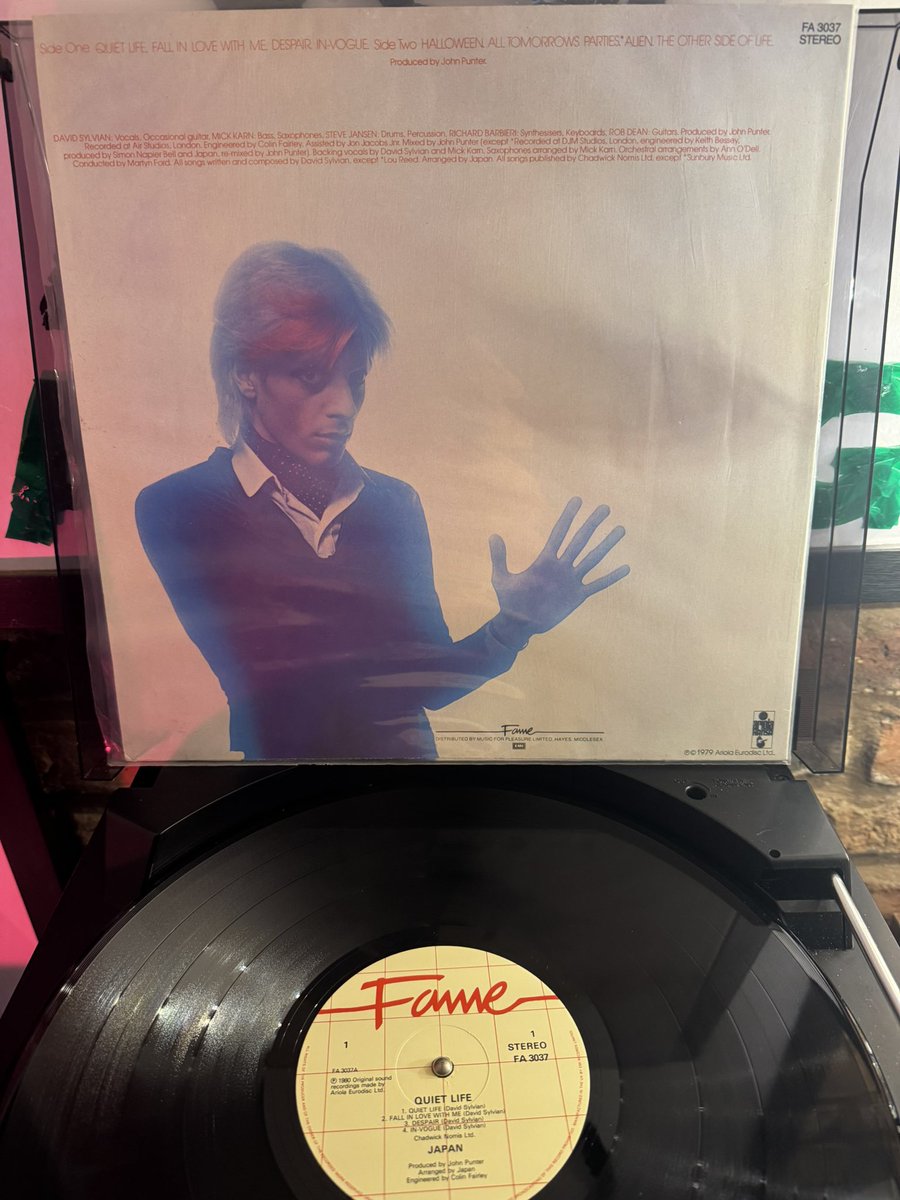 Side One QUIET LIFE. FALL IN LOVE WITH ME. DESPAIR. IN-VOGUE. Side Two HALLOWEEN. ALL TOMORROWS PARTIES.* ALIEN. THE OTHER SIDE OF LIFE.
Produced by John Punter.
FA 3037
STEREO
DAVID SYLVIAN: Vocals, Occasional guitar, MICK KARN: Bass, Saxophones, STEVE JANSEN: Drums, Percussion, RICHARD BARBIERI: Synthesisers, Keyboards, ROB DEAN: Guitars. Produced by John Punter.
Recorded at Air Studios, London. Engineered by Colin Fairley. Assisted by Jon Jacobs Jnr. Mixed by John Punter (except *Recorded at DJM Studios, London, engineered by Keith Bessey,
produced by Simon Napier Bell and Japan, re-mixed by John Punter). Backing vocals by David Sylvian and Mick Karn. Saxophones arranged by Mick Karn. Orchestral arrangements by Ann O'Dell.
Conducted by Martyn Ford. All songs written and composed by David Sylvian, except *Lou Reed. Arranged by Japan. All songs published by Chadwick Nomis Ltd, except *Sunbury Music Ltd.
Fame
DISTRIBUTED BY MUSIC FOR PLEASURE LIMITED, HAYES, MIDDLESEX
EMI
℗©1979 Ariola Eurodisc Ltd.
Fame
1
1
STEREO
FA 3037
FA 3037A
℗ 1980 Original sound
recordings made by
Ariola Eurodisc Ltd.
QUIET LIFE
1. QUIET LIFE (David Sylvian)
2. FALL IN LOVE WITH ME (David Sylvian)
3. DESPAIR (David Sylvian)
4. IN-VOGUE (David Sylvian)
Chadwick Nomis Ltd.
JAPAN
Produced by John Punter
Arranged by Japan
Engineered by Colin Fairley